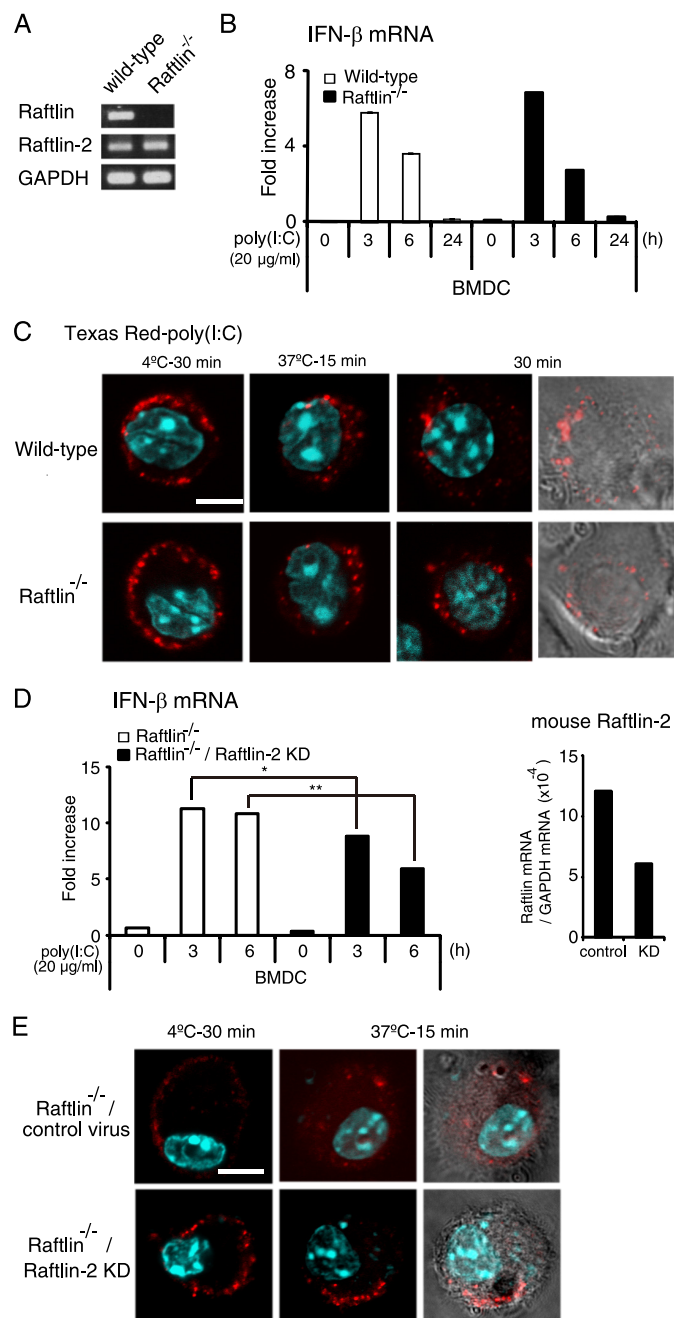 A
wild-type
Raftlin-/-
Raftlin
Raftlin-2
GAPDH
B
IFN-β mRNA
Wild-type
Raftlin-/-
Fold increase
8
4
0
poly(I:C) 0 3 6 24 0 3 6 24 (h)
(20 µg/ml)
BMDC
C Texas Red-poly(I:C)
4ºC-30 min 37ºC-15 min 30 min
Wild-type
Raftlin-/-
D IFN-β mRNA
Raftlin-/-
Raftlin-/- / Raftlin-2 KD
Fold increase
15
10
5
0
*
**
poly(I:C) 0 3 6 0 3 6 (h)
(20 µg/ml)
BMDC
mouse Raftlin-2
Raftlin mRNA
/ GAPDH mRNA (x10-4)
15
10
5
0
control KD
E
4ºC-30 min 37ºC-15 min
Raftlin-/- /
control virus
Raftlin-/- /
Raftlin-2 KD